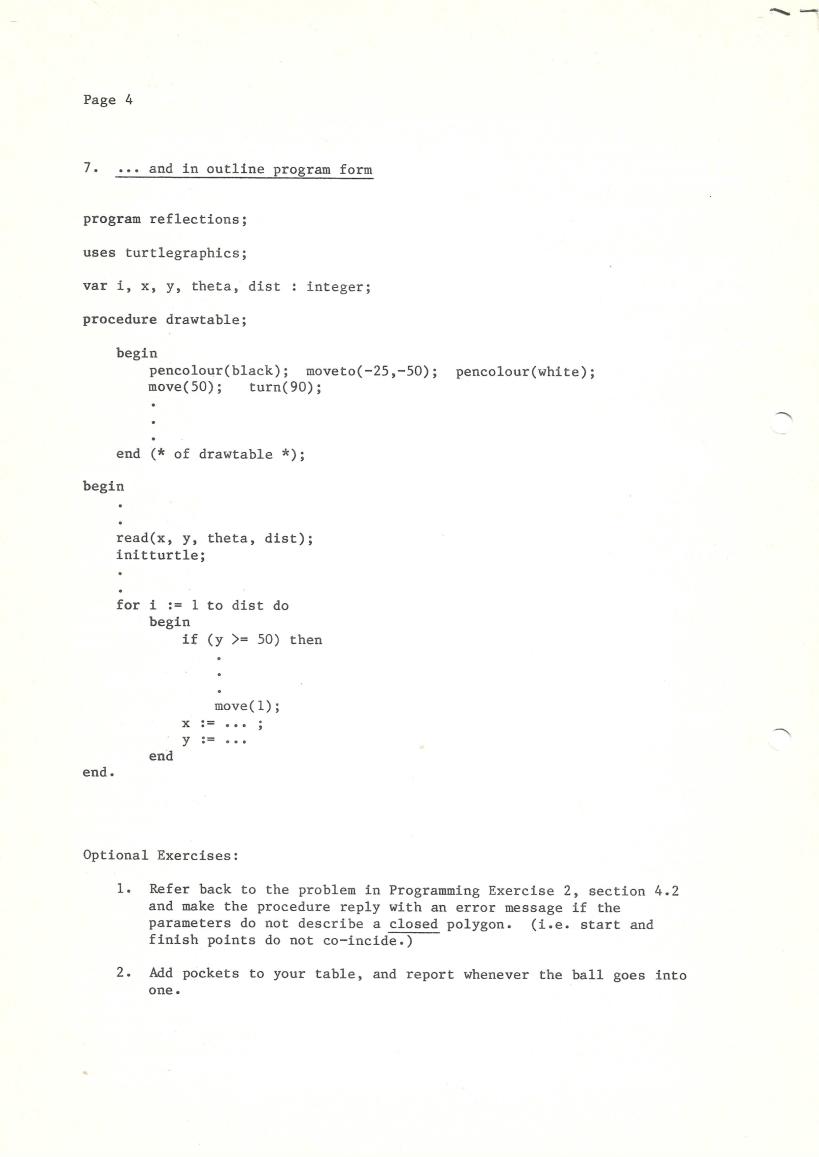 Page 4
7. ... and in outline program form
program reflections;
uses turtlegraphics;
var i, x, y, theta, dist : integer;
procedure drawtable;
begin
pencolour(black); moveto(-25,-50); pencolour(white);
move(50); turn(90);
.
.
.
end (* of drawtable *);
begin
.
.
read(x, y, theta, dist);
initturtle;
.
.
for i := 1 to dist do
begin
if (y >= 50) then
.
.
.
move(1);
x := ... ;
y := ...
end
end.
Optional Exercises:
1. Refer back to the problem in Programming Exercise 2, section 4.2
and make the procedure reply with an error message if the
parameters do not describe a closed polygon. (i.e. start and
finish points do not co-incide.)
2. Add pockets to your table, and report whenever the ball goes into
one.